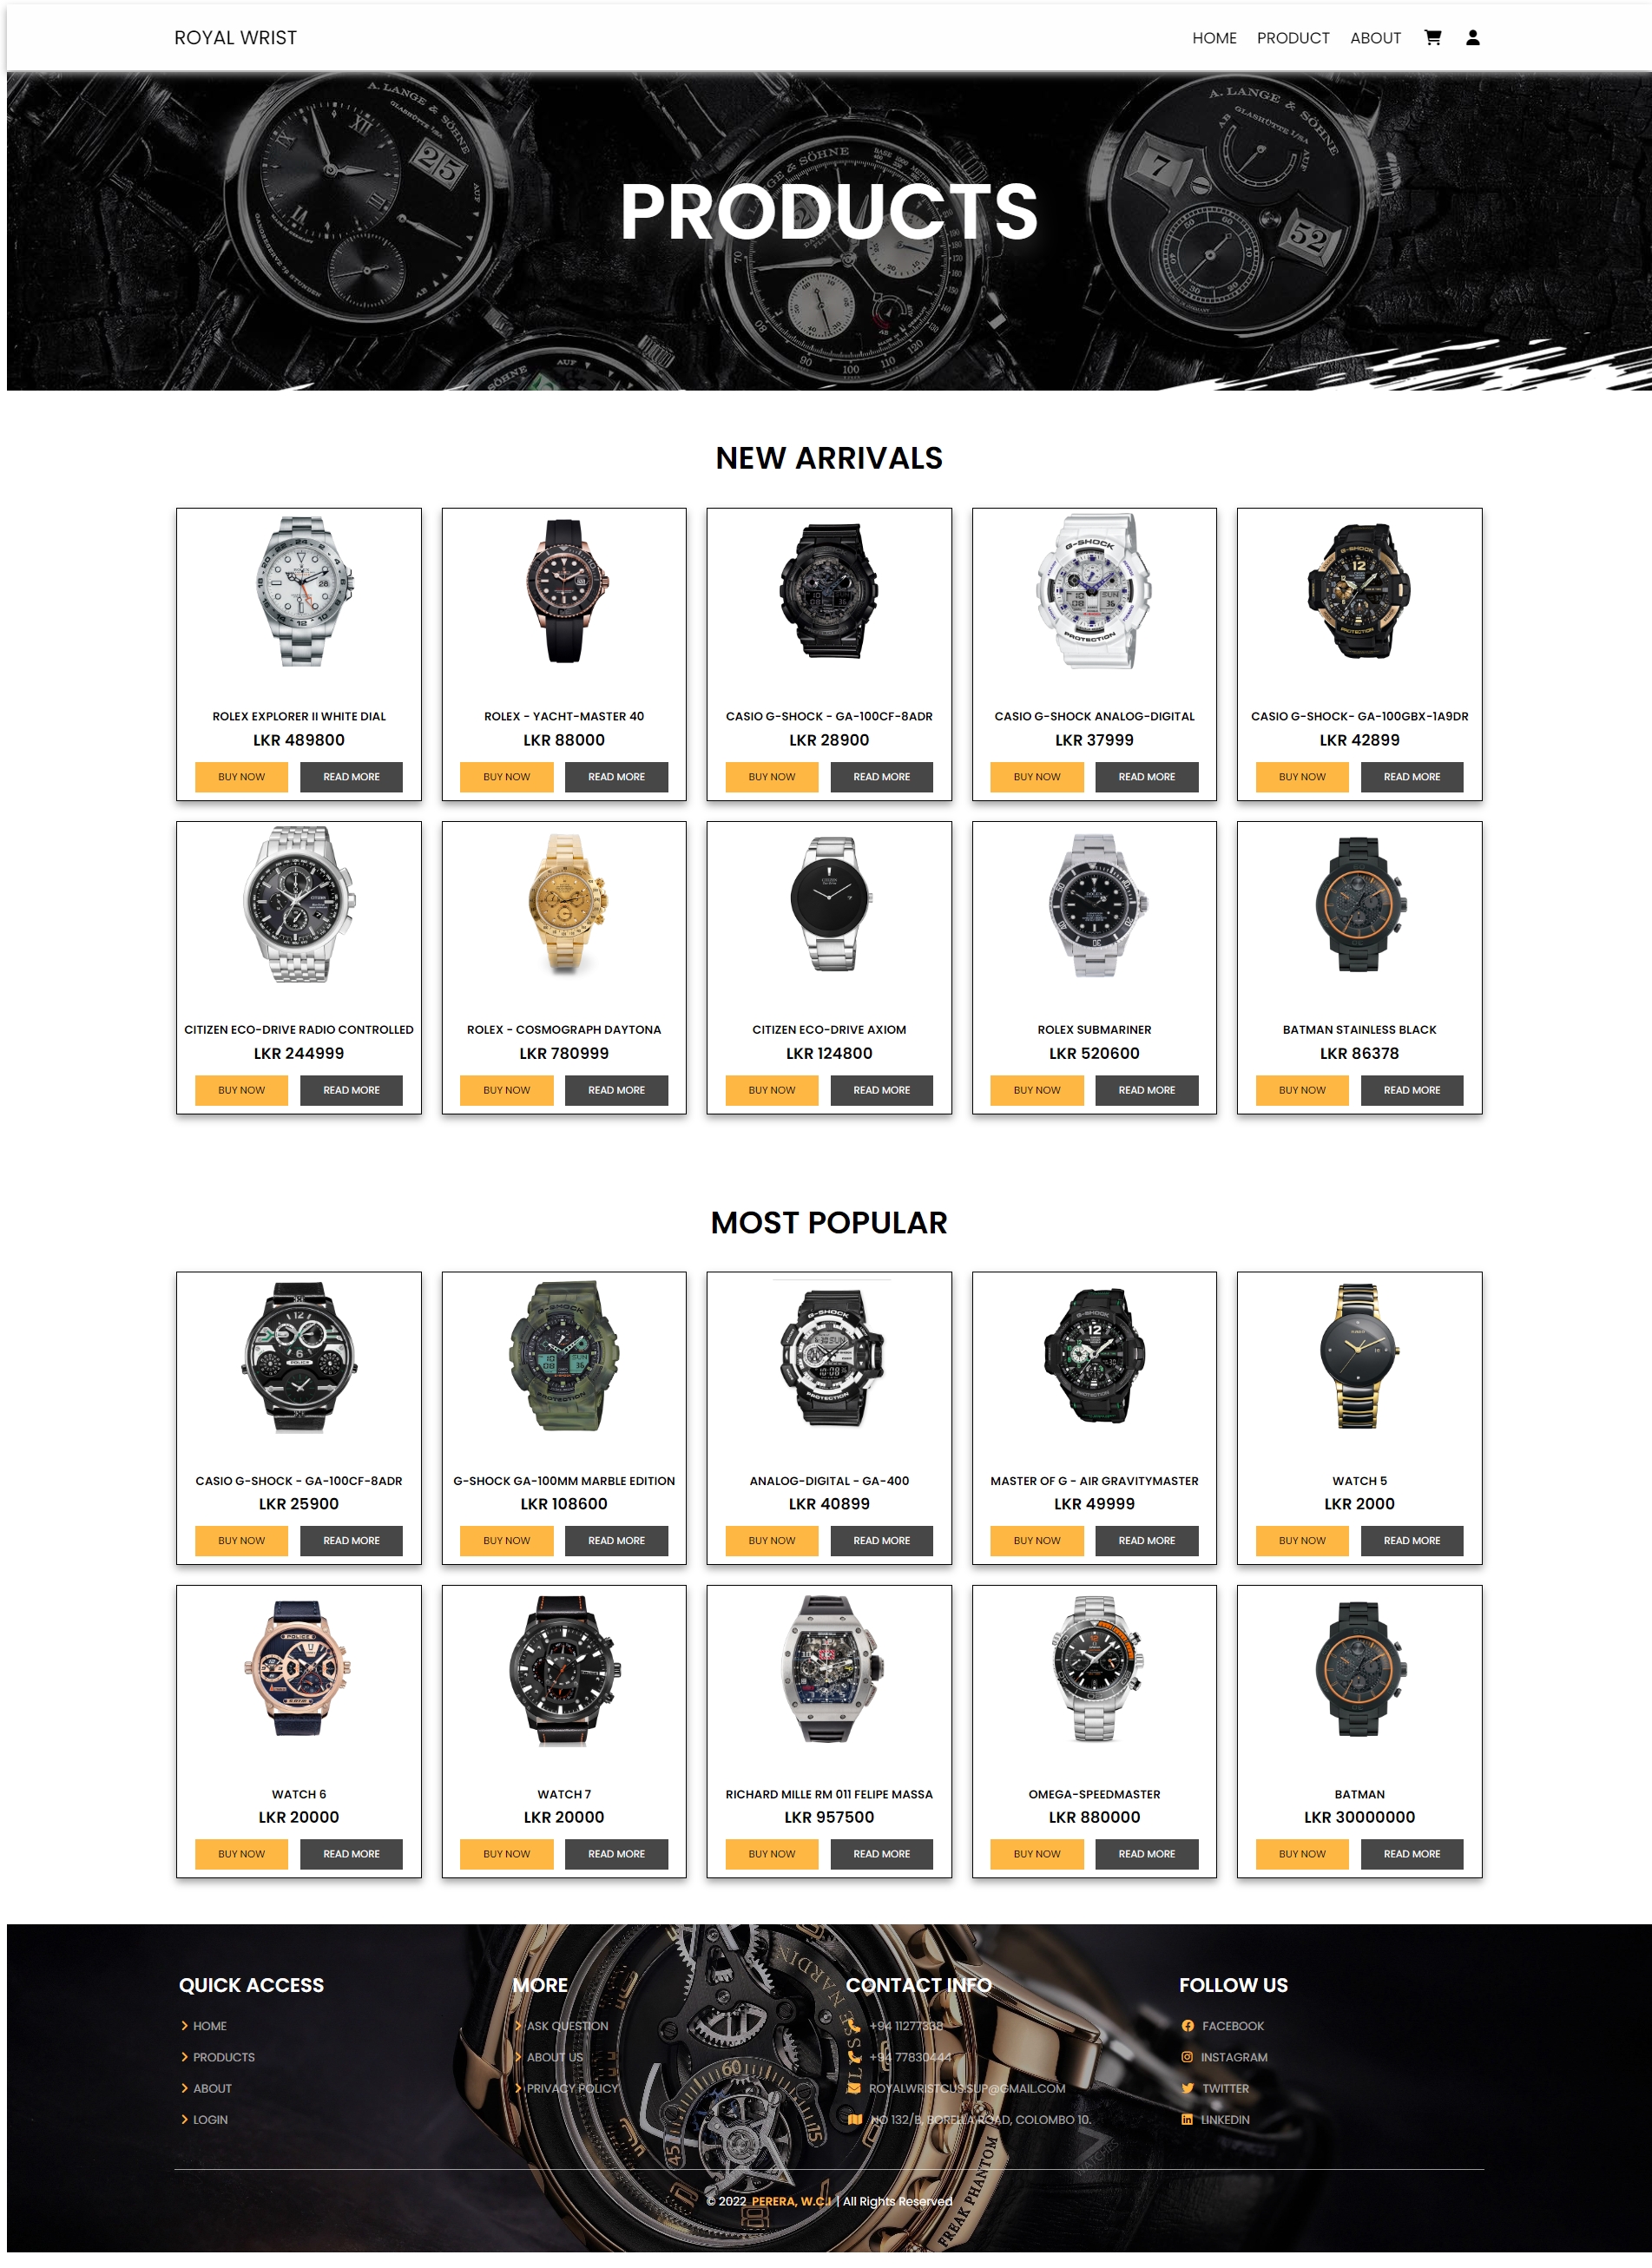 ROYAL WRIST
HOME PRODUCT ABOUT
PRODUCTS
NEW ARRIVALS
ROLEX EXPLORER II WHITE DIAL
LKR 489800
BUY NOW READ MORE
ROLEX - YACHT-MASTER 40
LKR 88000
BUY NOW READ MORE
CASIO G-SHOCK - GA-100CF-8ADR
LKR 28900
BUY NOW READ MORE
CASIO G-SHOCK ANALOG-DIGITAL
LKR 37999
BUY NOW READ MORE
CASIO G-SHOCK- GA-100GBX-1A9DR
LKR 42899
BUY NOW READ MORE
CITIZEN ECO-DRIVE RADIO CONTROLLED
LKR 244999
BUY NOW READ MORE
ROLEX - COSMOGRAPH DAYTONA
LKR 780999
BUY NOW READ MORE
CITIZEN ECO-DRIVE AXIOM
LKR 124800
BUY NOW READ MORE
ROLEX SUBMARINER
LKR 520600
BUY NOW READ MORE
BATMAN STAINLESS BLACK
LKR 86378
BUY NOW READ MORE
MOST POPULAR
CASIO G-SHOCK - GA-100CF-8ADR
LKR 25900
BUY NOW READ MORE
G-SHOCK GA-100MM MARBLE EDITION
LKR 108600
BUY NOW READ MORE
ANALOG-DIGITAL - GA-400
LKR 40899
BUY NOW READ MORE
MASTER OF G - AIR GRAVITYMASTER
LKR 49999
BUY NOW READ MORE
WATCH 5
LKR 2000
BUY NOW READ MORE
WATCH 6
LKR 20000
BUY NOW READ MORE
WATCH 7
LKR 20000
BUY NOW READ MORE
RICHARD MILLE RM 011 FELIPE MASSA
LKR 957500
BUY NOW READ MORE
OMEGA-SPEEDMASTER
LKR 880000
BUY NOW READ MORE
BATMAN
LKR 30000000
BUY NOW READ MORE
QUICK ACCESS
HOME
PRODUCTS
ABOUT
LOGIN
MORE
ASK QUESTION
ABOUT US
PRIVACY POLICY
CONTACT INFO
+94 11277338
+94 77830444
ROYALWRISTCUSISUP@GMAIL.COM
NO 132/B, BORELLA ROAD, COLOMBO 10.
FOLLOW US
FACEBOOK
INSTAGRAM
TWITTER
LINKEDIN
© 2022 PERERA, W.C.I | All Rights Reserved
FREAK PHANTOM